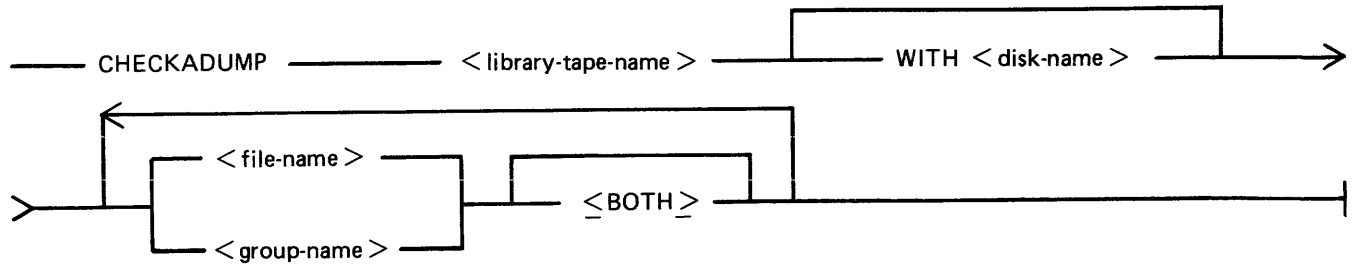 CHECKADUMP <library-tape-name> WITH <disk-name>
<file-name>
<BOTH>
<group-name>